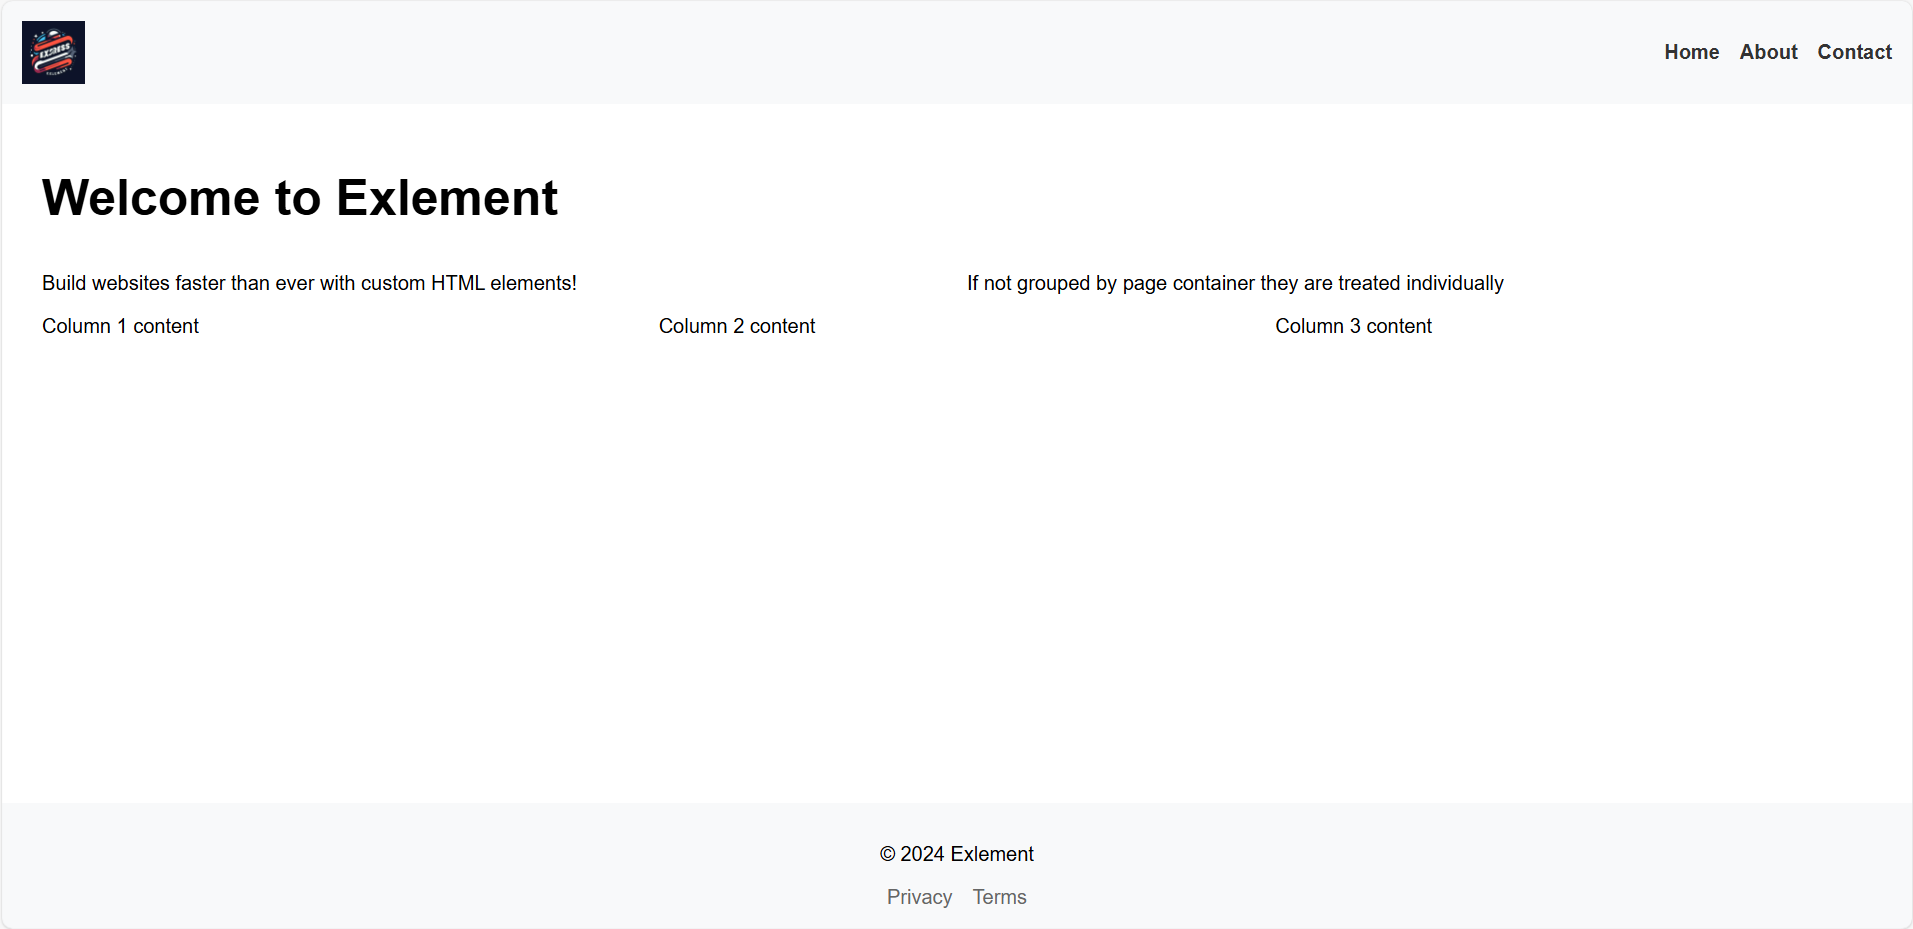 EXPRESS
EXLEMENT
Home About Contact
Welcome to Exlement
Build websites faster than ever with custom HTML elements! If not grouped by page container they are treated individually
Column 1 content Column 2 content Column 3 content
© 2024 Exlement
Privacy Terms